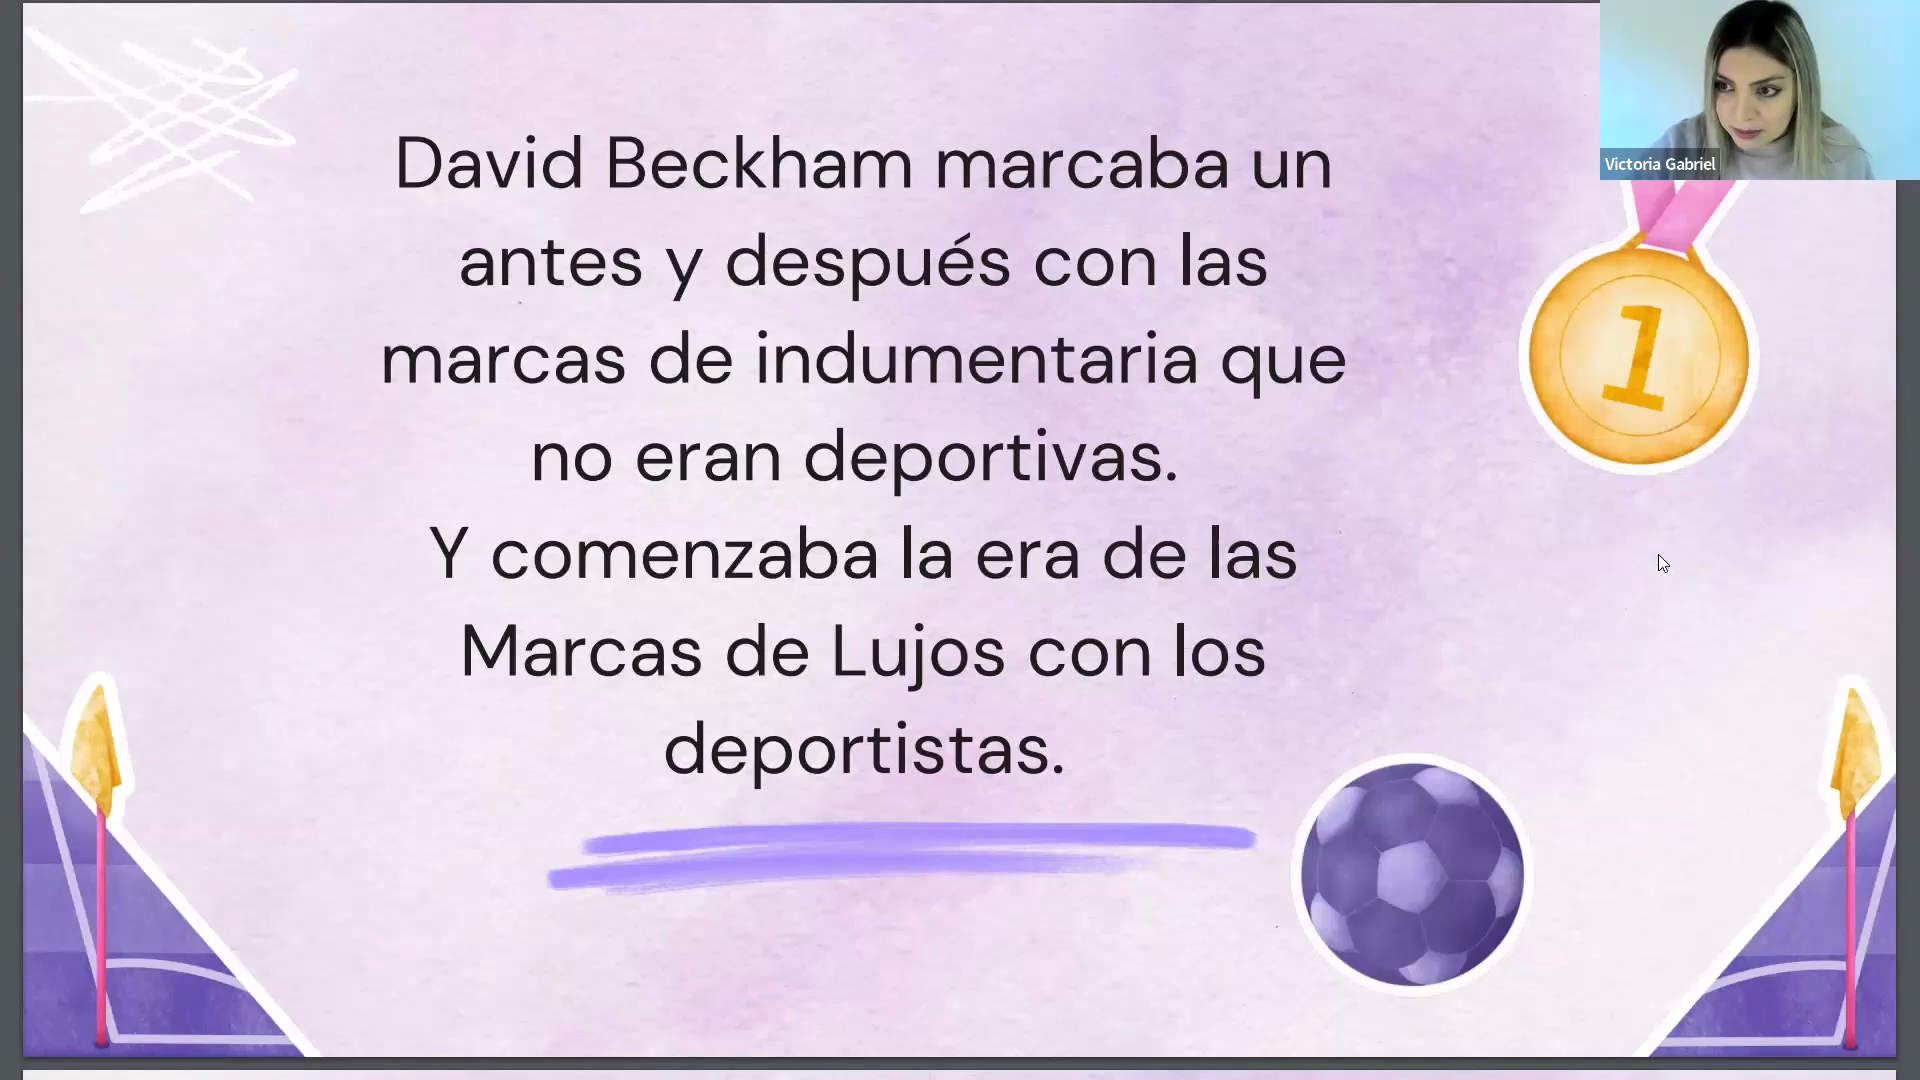 David Beckham marcaba un
antes y después con las
marcas de indumentaria que
no eran deportivas.
Y comenzaba la era de las
Marcas de Lujos con los
deportistas.
Victoria Gabriel
1